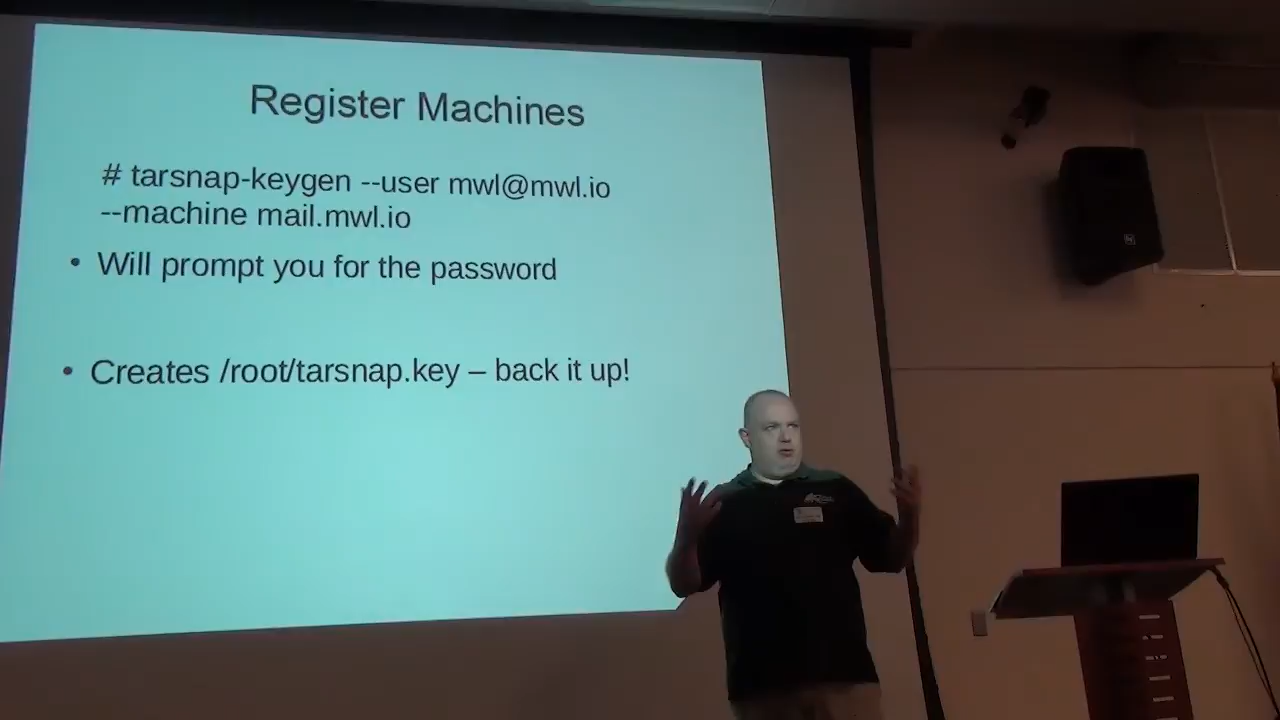 Register Machines
# tarsnap-keygen --user mwl@mwl.io
--machine mail.mwl.io
• Will prompt you for the password
• Creates /root/tarsnap.key – back it up!